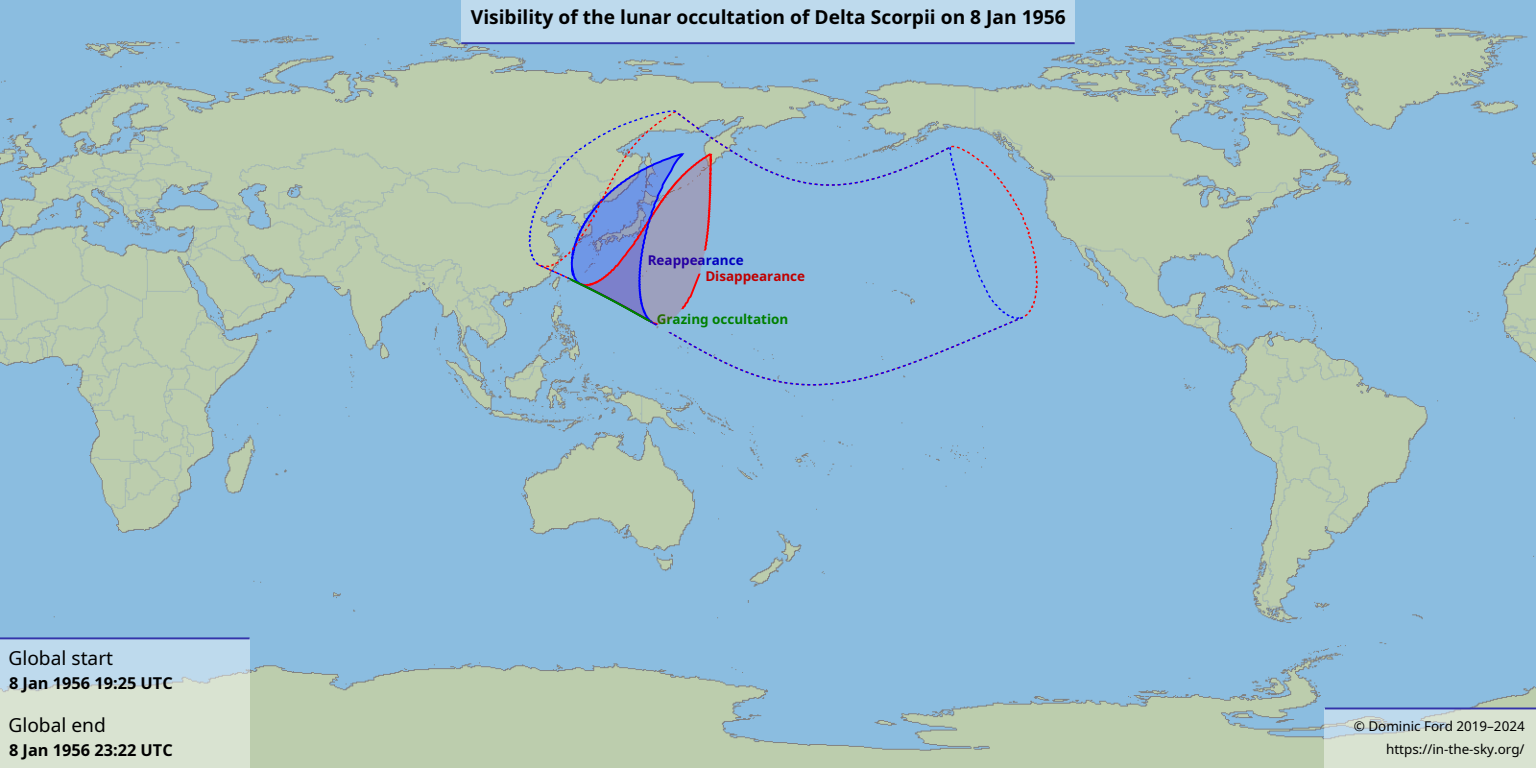 Visibility of the lunar occultation of Delta Scorpii on 8 Jan 1956
Reappearance
Disappearance
Grazing occultation
Global start
8 Jan 1956 19:25 UTC
Global end
8 Jan 1956 23:22 UTC
© Dominic Ford 2019–2024
https://in-the-sky.org/